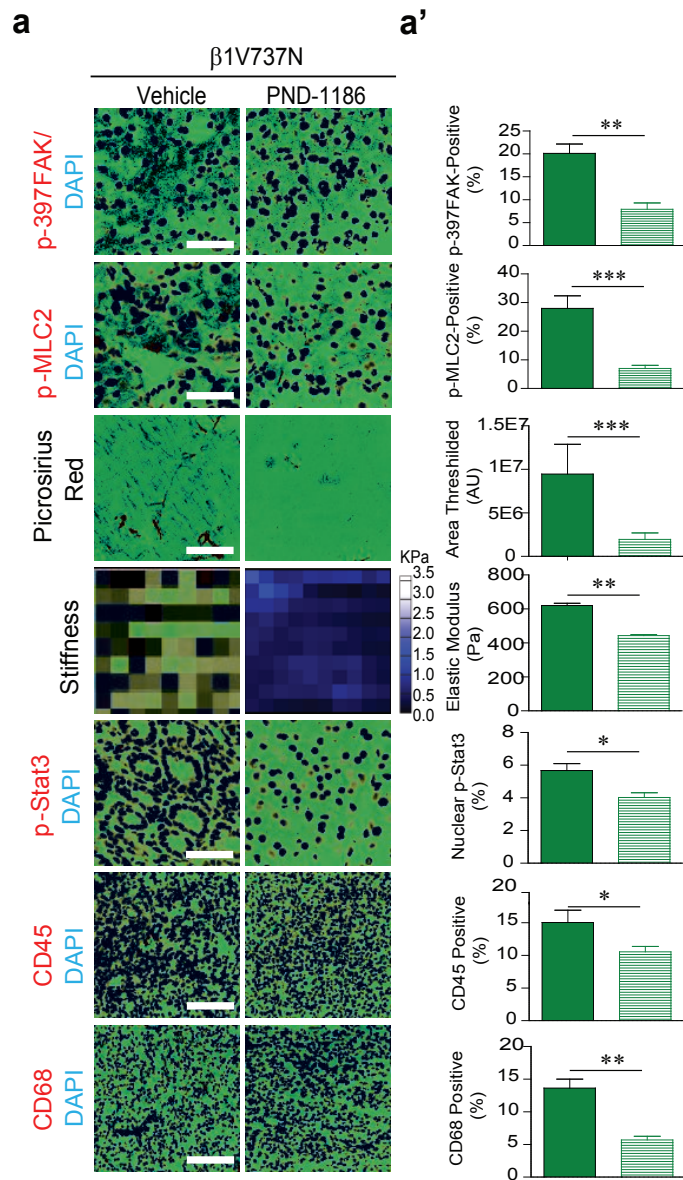 a
a'
β1V737N
Vehicle
PND-1186
p-397FAK/
DAPI
p-MLC2
DAPI
Picrosirius
Red
Stiffness
KPa
3.5
3.0
2.5
2.0
1.5
1.0
0.5
0.0
p-Stat3
DAPI
CD45
DAPI
CD68
DAPI
p-397FAK-Positive
(%)
25
20
15
10
5
0
**
p-MLC2-Positive
(%)
40
30
20
10
0
***
Area Threshilded
(AU)
1.5E7
1E7
5E6
0
***
Elastic Modulus
(Pa)
800
600
400
200
0
**
Nuclear p-Stat3
(%)
8
6
4
2
0
*
CD45 Positive
(%)
20
15
10
5
0
*
CD68 Positive
(%)
20
15
10
5
0
**